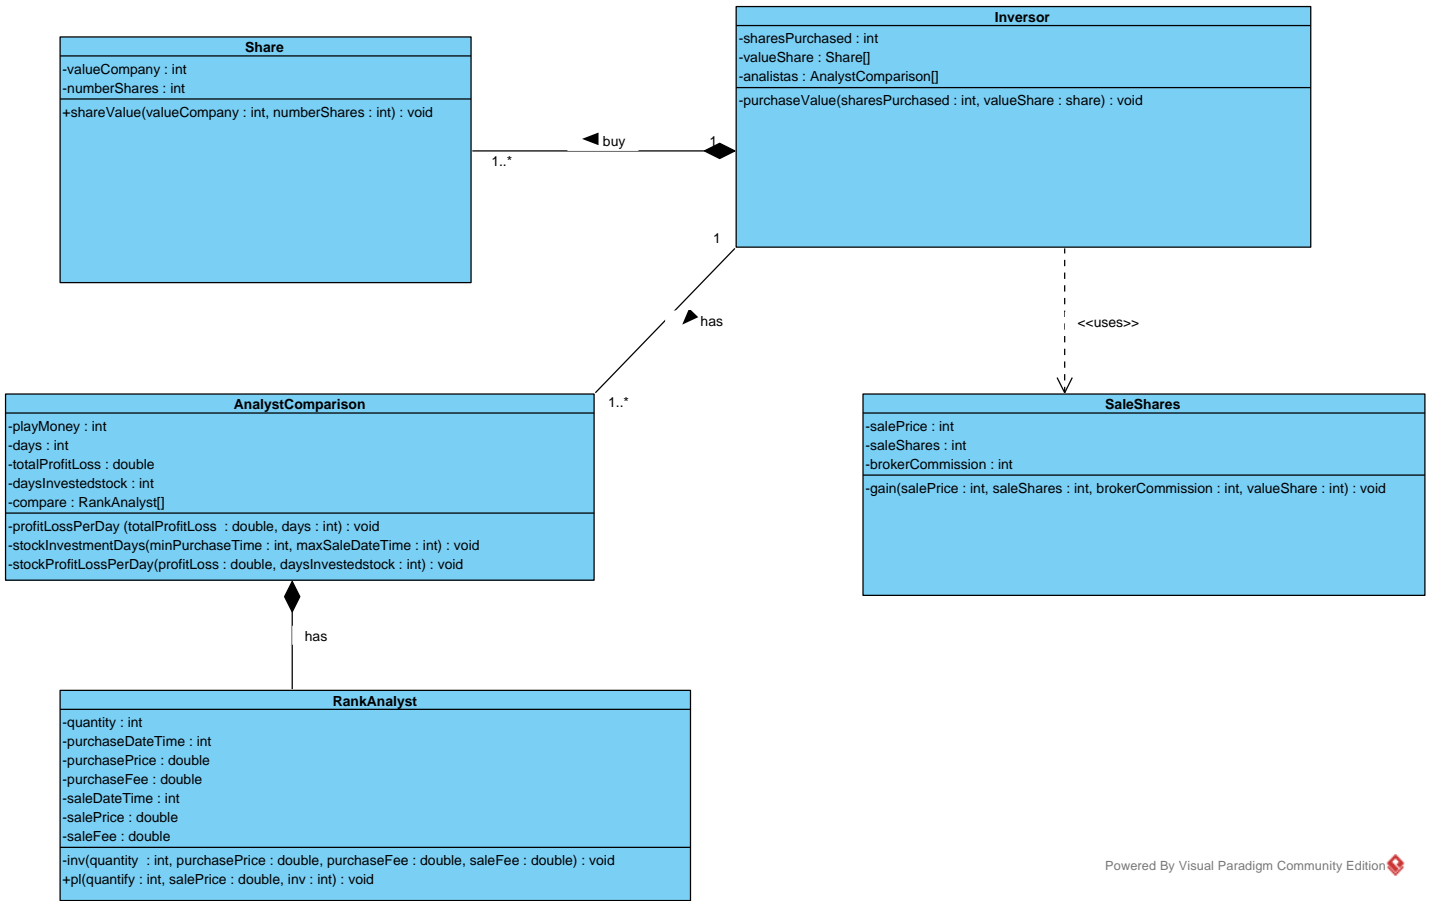 Inversor
-sharesPurchased : int
-valueShare : Share[]
-analistas : AnalystComparison[]
-purchaseValue(sharesPurchased : int, valueShare : share) : void
Share
-valueCompany : int
-numberShares : int
+shareValue(valueCompany : int, numberShares : int) : void
buy
1
1..*
1
has
1..*
<<uses>>
AnalystComparison
-playMoney : int
-days : int
-totalProfitLoss : double
-daysInvestedstock : int
-compare : RankAnalyst[]
-profitLossPerDay (totalProfitLoss : double, days : int) : void
-stockInvestmentDays(minPurchaseTime : int, maxSaleDateTime : int) : void
-stockProfitLossPerDay(profitLoss : double, daysInvestedstock : int) : void
SaleShares
-salePrice : int
-saleShares : int
-brokerCommission : int
-gain(salePrice : int, saleShares : int, brokerCommission : int, valueShare : int) : void
has
RankAnalyst
-quantity : int
-purchaseDateTime : int
-purchasePrice : double
-purchaseFee : double
-saleDateTime : int
-salePrice : double
-saleFee : double
-inv(quantity : int, purchasePrice : double, purchaseFee : double, saleFee : double) : void
+pl(quantify : int, salePrice : double, inv : int) : void
Powered By Visual Paradigm Community Edition